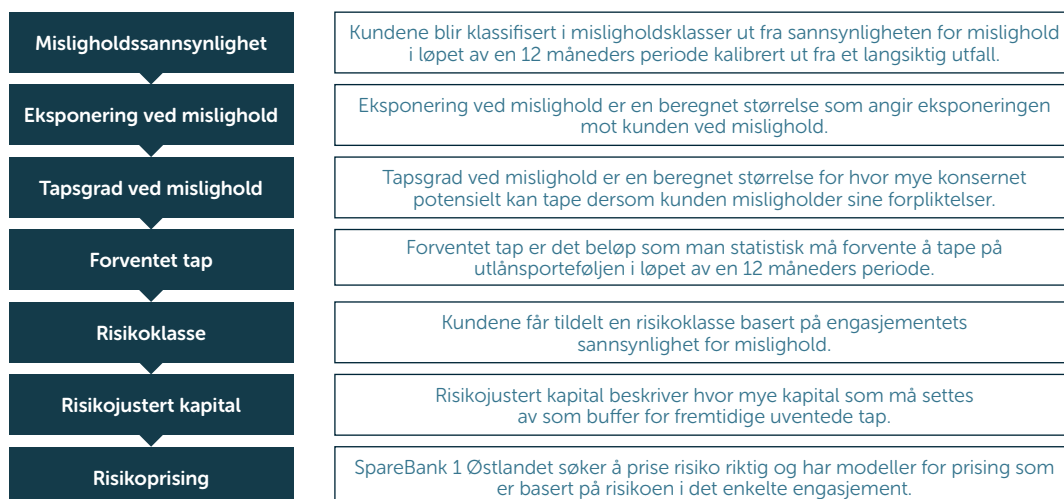 Misligholdssannsynlighet
Kundene blir klassifisert i misligholdsklasser ut fra sannsynligheten for mislighold
i løpet av en 12 måneders periode kalibrert ut fra et langsiktig utfall.
Eksponering ved mislighold
Eksponering ved mislighold er en beregnet størrelse som angir eksponeringen
mot kunden ved mislighold.
Tapsgrad ved mislighold
Tapsgrad ved mislighold er en beregnet størrelse for hvor mye konsernet
potensielt kan tape dersom kunden misligholder sine forpliktelser.
Forventet tap
Forventet tap er det beløp som man statistisk må forvente å tape på
utlånsporteføljen i løpet av en 12 måneders periode.
Risikoklasse
Kundene får tildelt en risikoklasse basert på engasjementets
sannsynlighet for mislighold.
Risikojustert kapital
Risikojustert kapital beskriver hvor mye kapital som må settes
av som buffer for fremtidige uventede tap.
Risikoprising
SpareBank 1 Østlandet søker å prise risiko riktig og har modeller for prising som
er basert på risikoen i det enkelte engasjement.